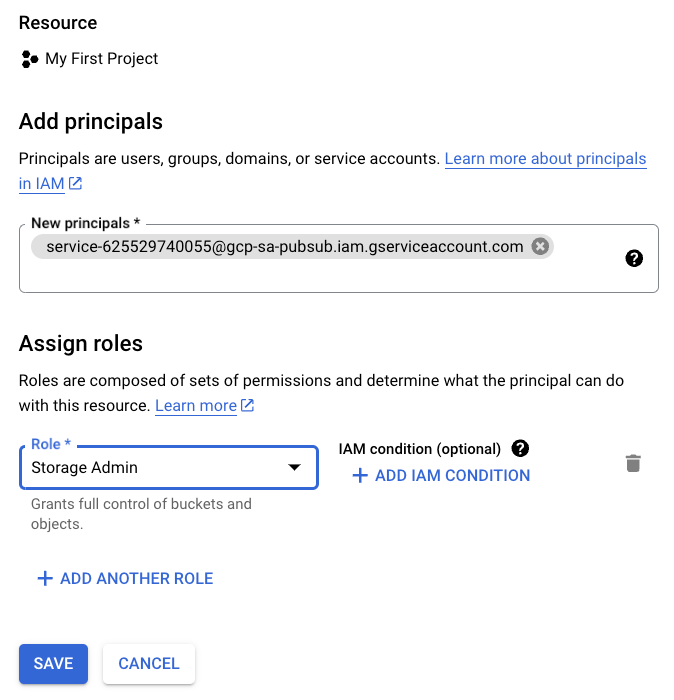 Resource
My First Project
Add principals
Principals are users, groups, domains, or service accounts. Learn more about principals
in IAM
New principals *
service-625529740055@gcp-sa-pubsub.iam.gserviceaccount.com
Assign roles
Roles are composed of sets of permissions and determine what the principal can do
with this resource. Learn more
Role *
Storage Admin
IAM condition (optional)
ADD IAM CONDITION
Grants full control of buckets and
objects.
ADD ANOTHER ROLE
SAVE
CANCEL